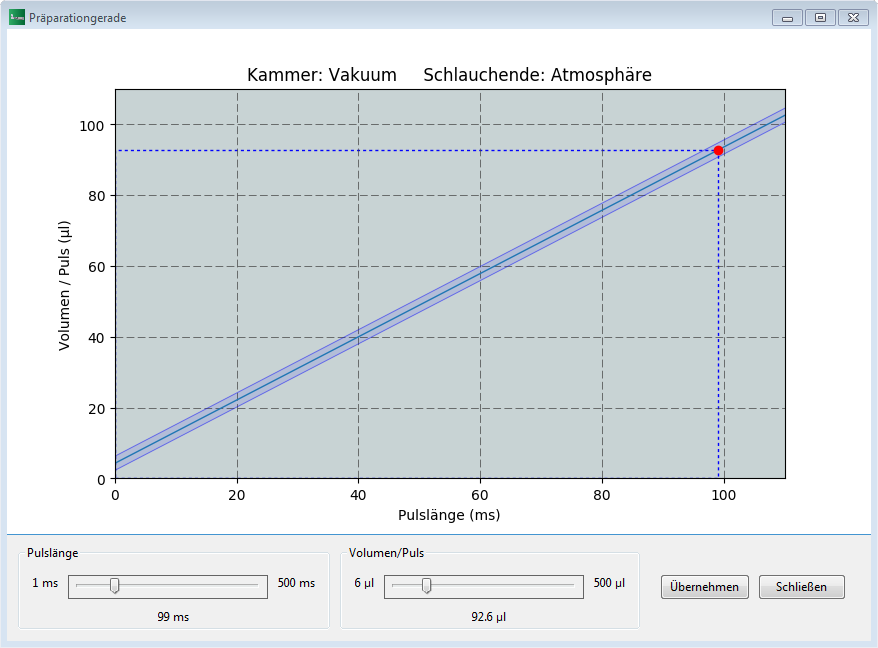 Präparationgerade
Kammer: Vakuum Schlauchende: Atmosphäre
Volumen / Puls (µl)
100
80
60
40
20
0
0 20 40 60 80 100
Pulslänge (ms)
Pulslänge
1 ms 500 ms
99 ms
Volumen/Puls
6 µl 500 µl
92.6 µl
Übernehmen Schließen